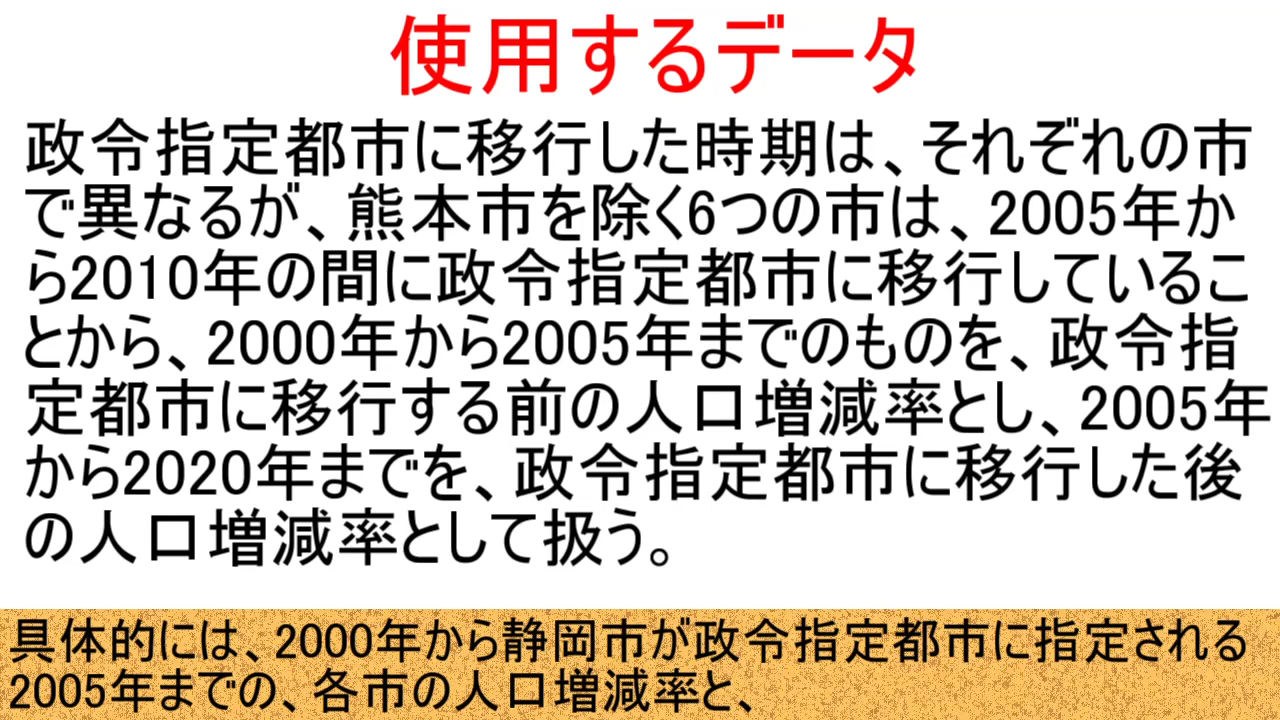 使用するデータ
政令指定都市に移行した時期は、それぞれの市
で異なるが、熊本市を除く6つの市は、2005年か
ら2010年の間に政令指定都市に移行しているこ
とから、2000年から2005年までのものを、政令指
定都市に移行する前の人口増減率とし、2005年
から2020年までを、政令指定都市に移行した後
の人口増減率として扱う。
具体的には、2000年から静岡市が政令指定都市に指定される
2005年までの、各市の人口増減率と、